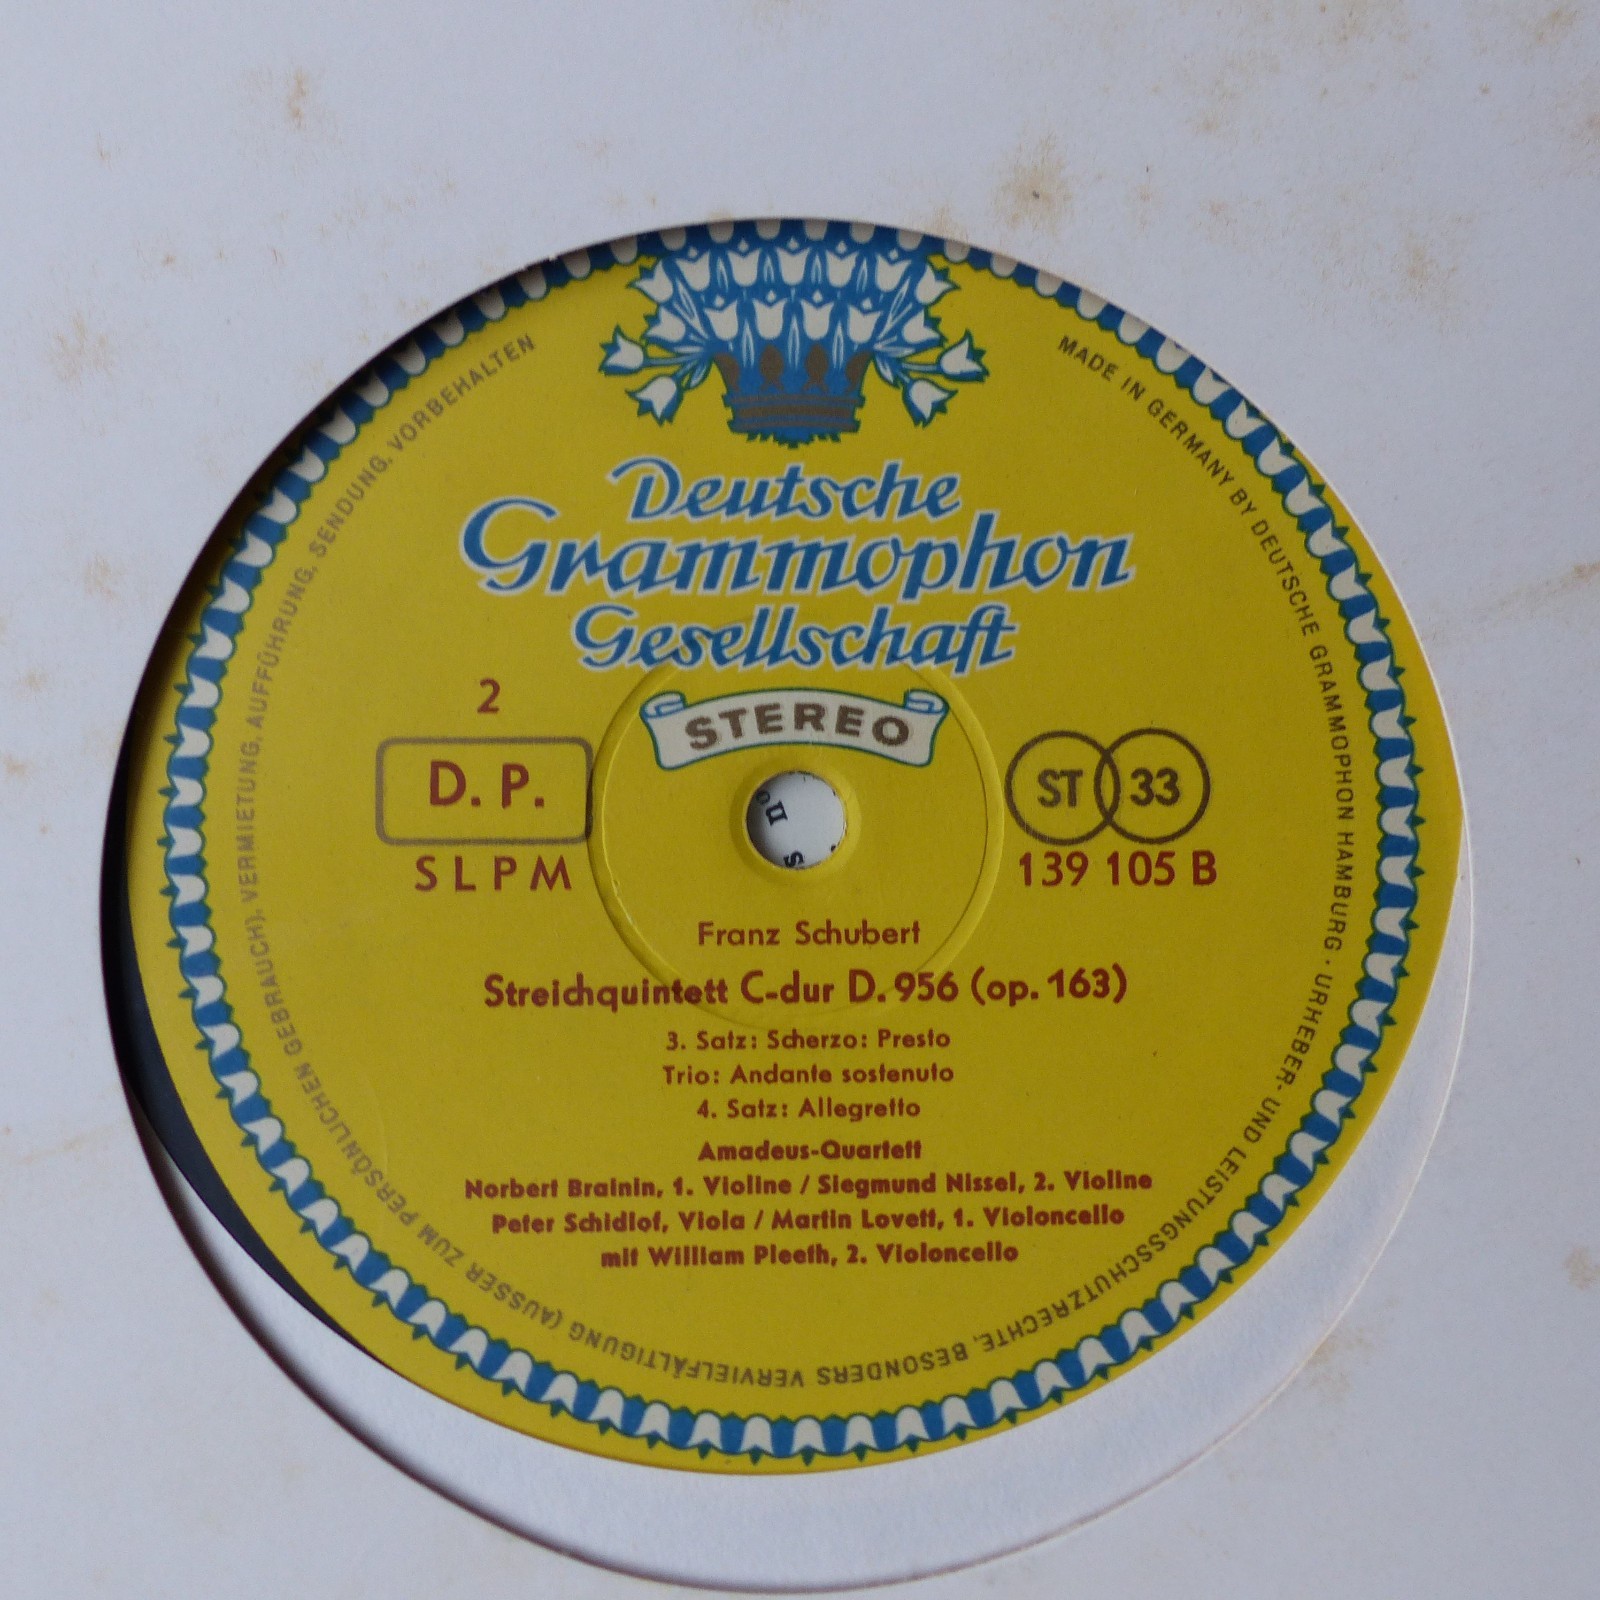 Deutsche
Grammophon
Gesellschaft
STEREO
2
D. P.
SLPM
ST 33
139 105 B
Franz Schubert
Streichquintett C-dur D. 956 (op. 163)
3. Satz: Scherzo: Presto
Trio: Andante sostenuto
4. Satz: Allegretto
Amadeus-Quartett
Norbert Brainin, 1. Violine / Siegmund Nissel, 2. Violine
Peter Schidlof, Viola / Martin Lovett, 1. Violoncello
mit William Pleeth, 2. Violoncello
MADE IN GERMANY BY DEUTSCHE GRAMMOPHON HAMBURG · URHEBER- UND LEISTUNGSSCHUTZRECHTE, BESONDERS VERVIELFÄLTIGUNG (AUSSER ZUM PERSÖNLICHEN GEBRAUCH), VERMIETUNG, AUFFÜHRUNG, SENDUNG, VORBEHALTEN